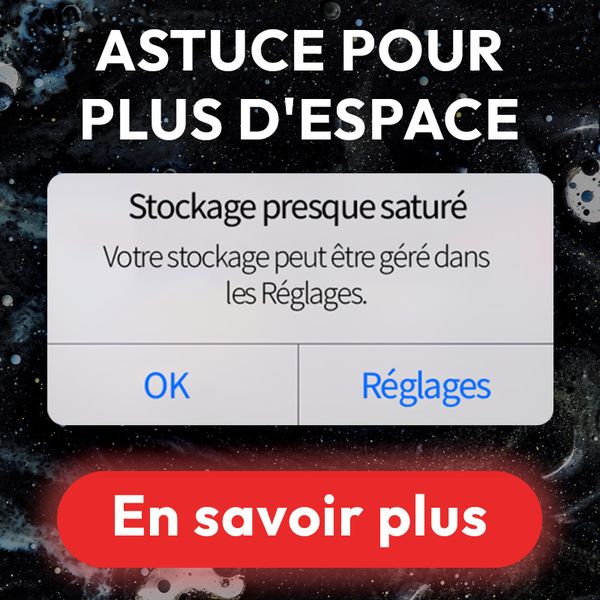 ASTUCE POUR
PLUS D'ESPACE
Stockage presque saturé
Votre stockage peut être géré dans
les Réglages.
OK
Réglages
En savoir plus